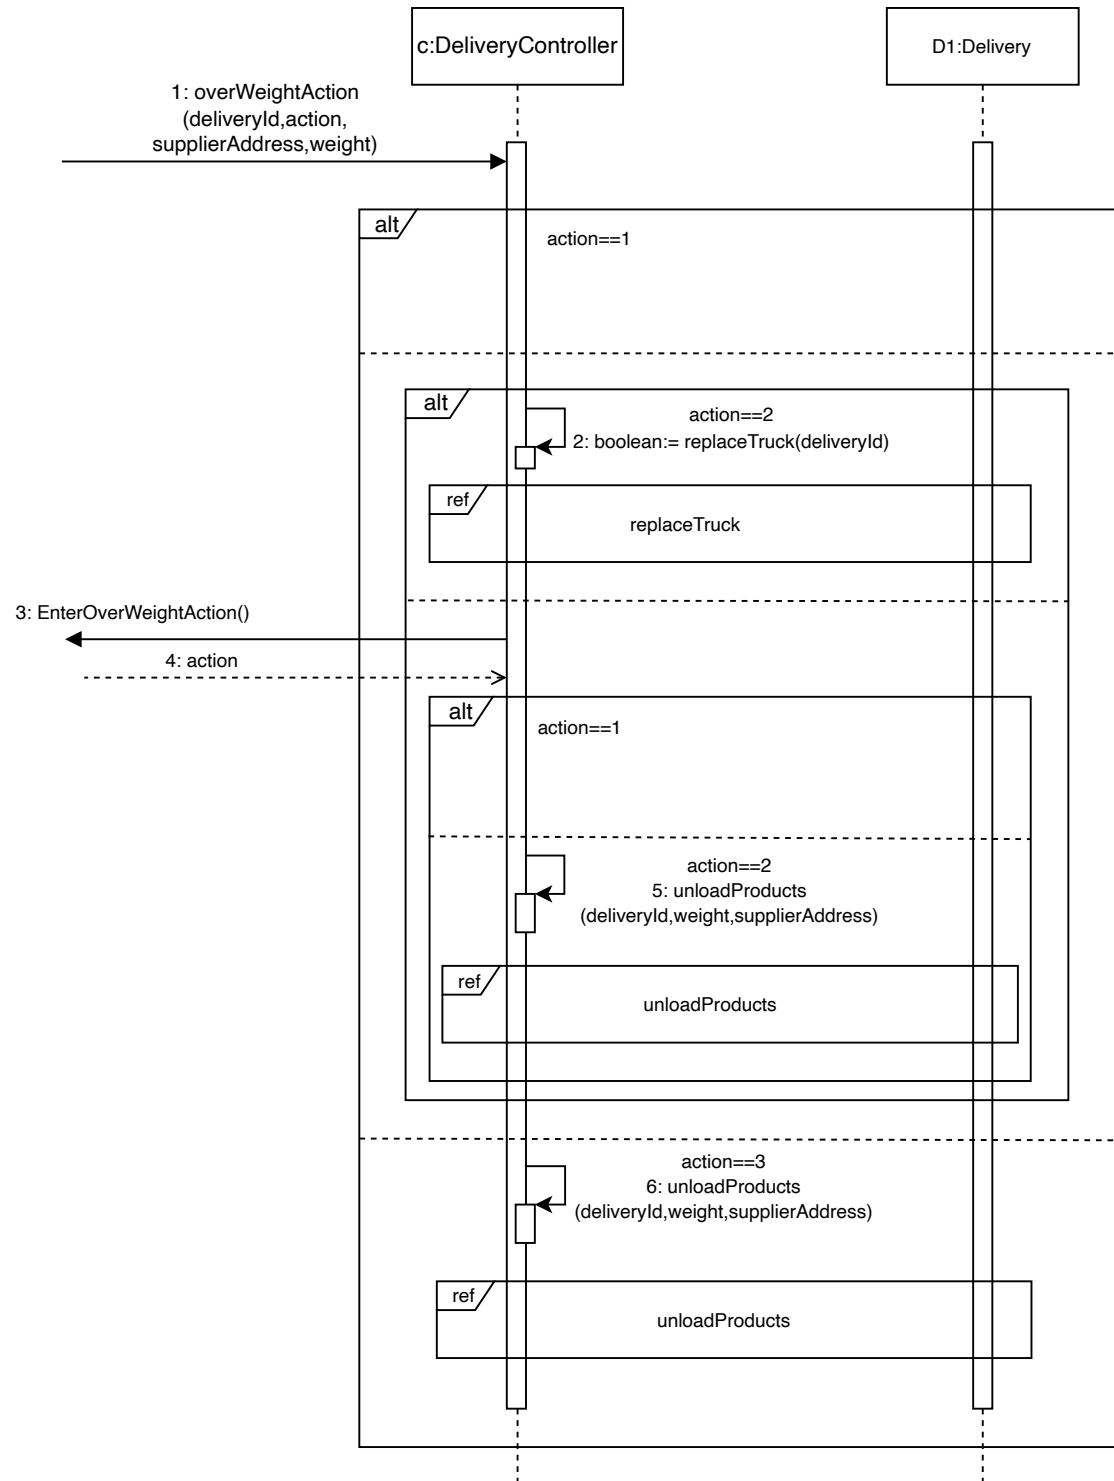 c:DeliveryController
D1:Delivery
1: overWeightAction
(deliveryId,action,
supplierAddress,weight)
alt
action==1
alt
action==2
2: boolean:= replaceTruck(deliveryId)
ref
replaceTruck
3: EnterOverWeightAction()
4: action
alt
action==1
action==2
5: unloadProducts
(deliveryId,weight,supplierAddress)
ref
unloadProducts
action==3
6: unloadProducts
(deliveryId,weight,supplierAddress)
ref
unloadProducts